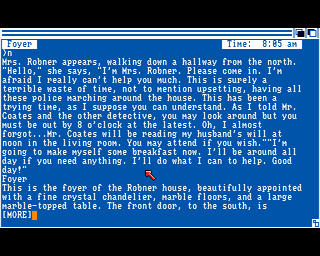 Foyer Time: 8:05 am
>n
Mrs. Robner appears, walking down a hallway from the north.
"Hello," she says, "I'm Mrs. Robner. Please come in. I'm
afraid I really can't help you much. This is surely a
terrible waste of time, not to mention upsetting, having all
these police marching around the house. This has been a
trying time, as I suppose you can understand. As I told Mr.
Coates and the other detective, you may look around but you
must be out by 8 o'clock at the latest. Oh, I almost
forgot...Mr. Coates will be reading my husband's will at
noon in the living room. You may attend if you wish.""I'm
going to make myself some breakfast now. I'll be around all
day if you need anything. I'll do what I can to help. Good
day!"
Foyer
This is the foyer of the Robner house, beautifully appointed
with a fine crystal chandelier, marble floors, and a large
marble-topped table. The front door, to the south, is
[MORE]